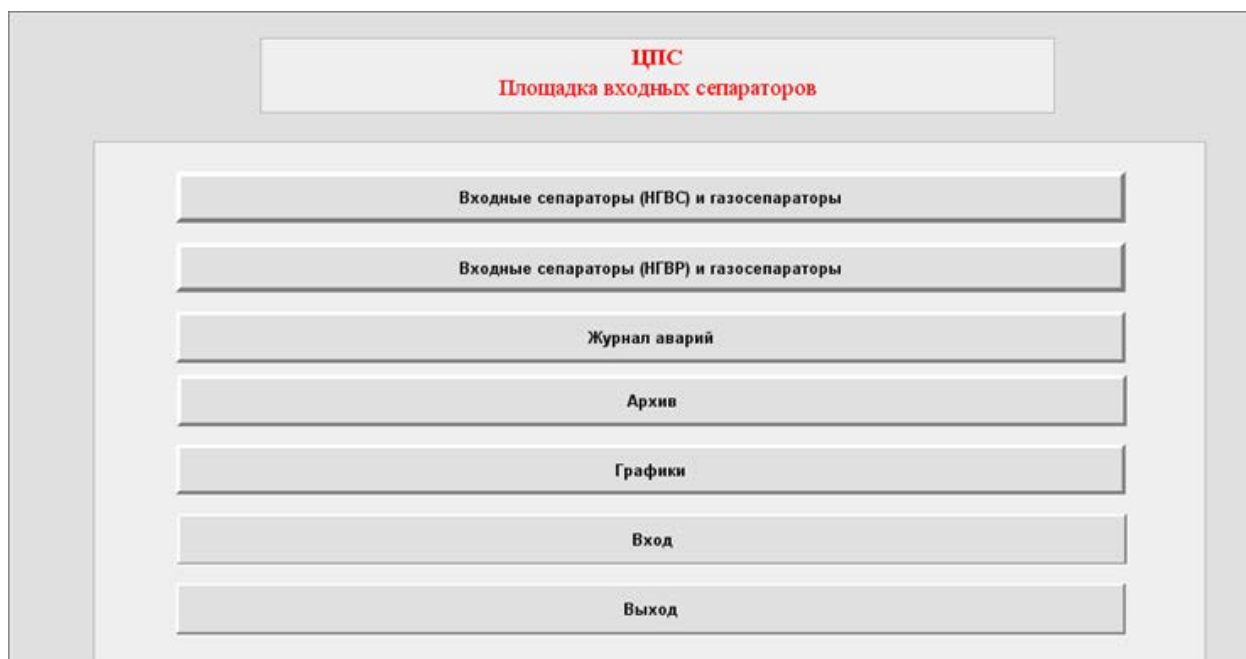 ЦПС
Площадка входных сепараторов
Входные сепараторы (НГВС) и газосепараторы
Входные сепараторы (НГВР) и газосепараторы
Журнал аварий
Архив
Графики
Вход
Выход